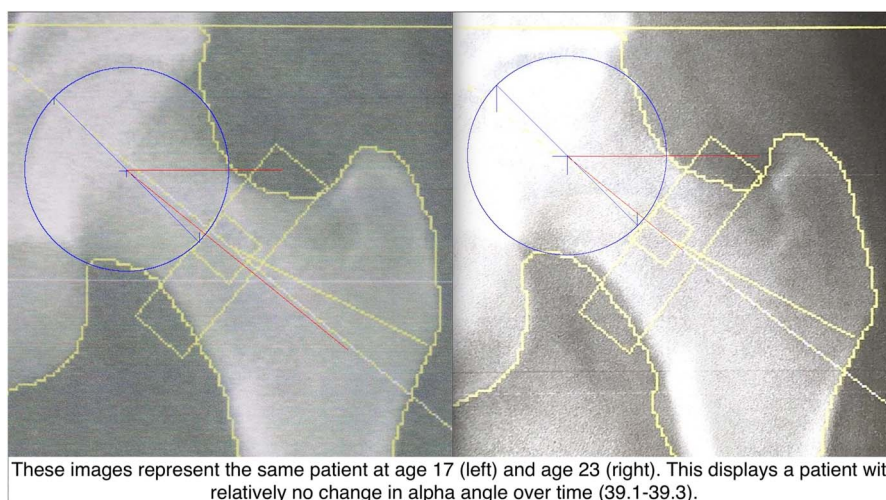 These images represent the same patient at age 17 (left) and age 23 (right). This displays a patient wit
relatively no change in alpha angle over time (39.1-39.3).